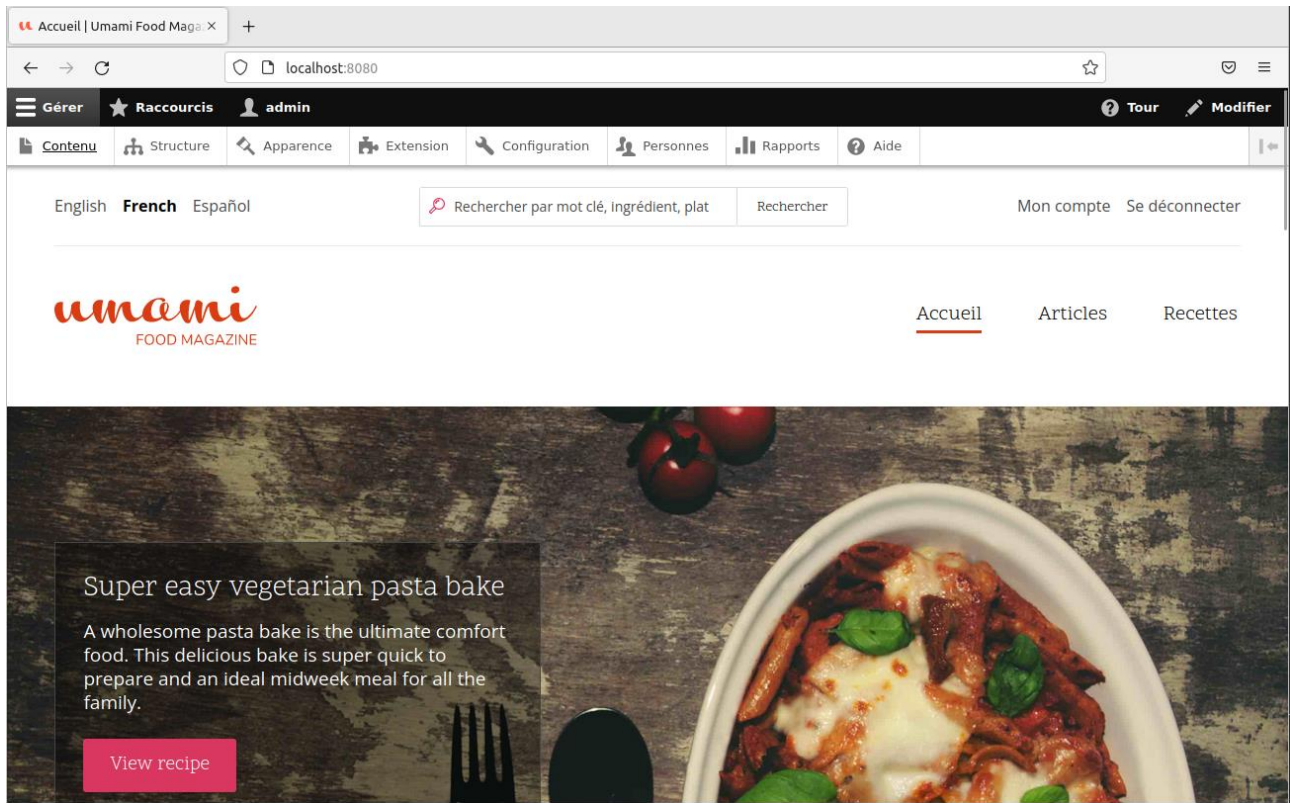 Accueil | Umami Food Maga
localhost:8080
Gérer Raccourcis admin Tour Modifier
Contenu Structure Apparence Extension Configuration Personnes Rapports Aide
English French Español Rechercher par mot clé, ingrédient, plat Rechercher Mon compte Se déconnecter
umami
FOOD MAGAZINE
Accueil Articles Recettes
Super easy vegetarian pasta bake
A wholesome pasta bake is the ultimate comfort
food. This delicious bake is super quick to
prepare and an ideal midweek meal for all the
family.
View recipe